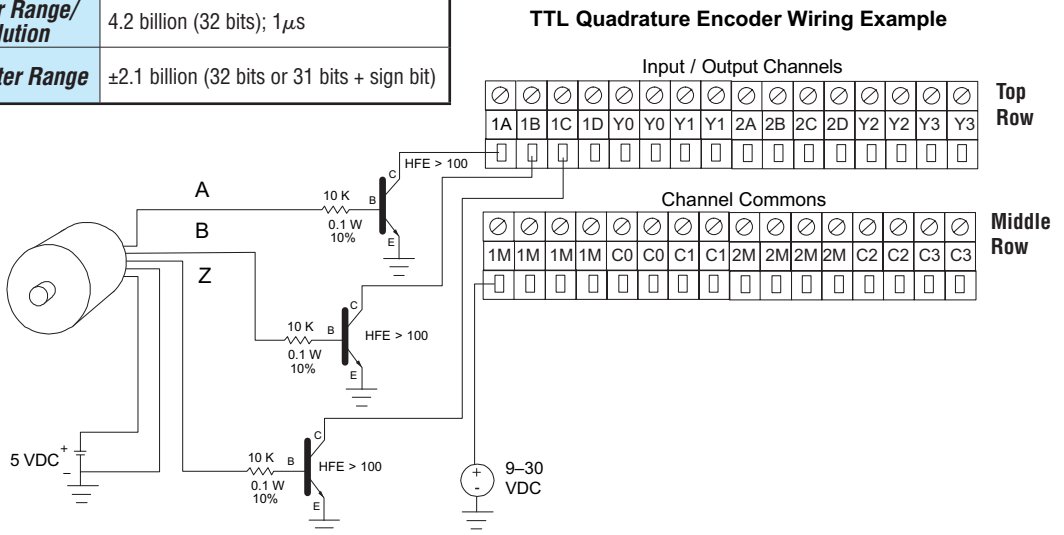 4.2 billion (32 bits); 1μs
ter Range ±2.1 billion (32 bits or 31 bits + sign bit)
TTL Quadrature Encoder Wiring Example
Input / Output Channels
Top
Row
1A 1B 1C 1D Y0 Y0 Y1 Y1 2A 2B 2C 2D Y2 Y2 Y3 Y3
Channel Commons
Middle
Row
1M 1M 1M 1M C0 C0 C1 C1 2M 2M 2M 2M C2 C2 C3 C3
A
10 K
0.1 W
10%
B
C
E
HFE > 100
B
10 K
0.1 W
10%
B
C
E
HFE > 100
Z
10 K
0.1 W
10%
B
C
E
HFE > 100
5 VDC
+
–
+
-
9–30
VDC